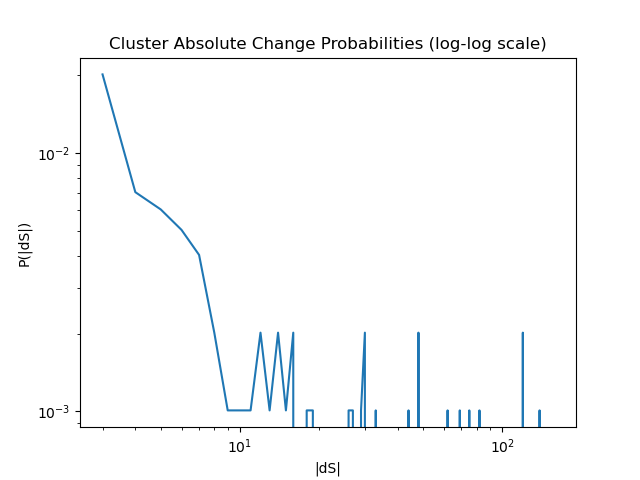 Cluster Absolute Change Probabilities (log-log scale)
P(|dS|)
10⁻²
10⁻³
10¹
10²
|dS|